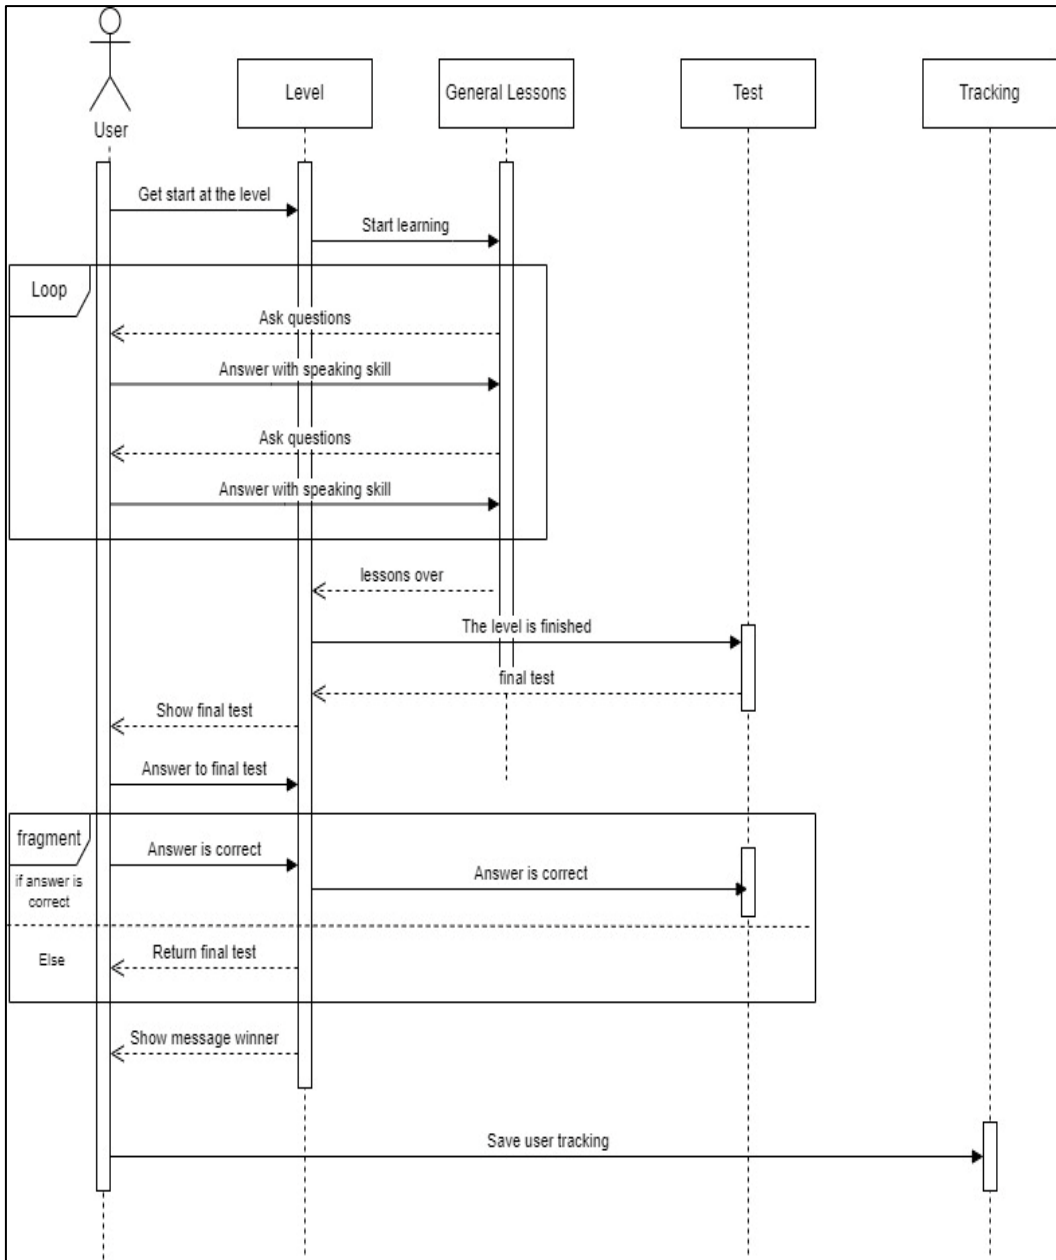 User
Level
General Lessons
Test
Tracking
Get start at the level
Start learning
Loop
Ask questions
Answer with speaking skill
Ask questions
Answer with speaking skill
lessons over
The level is finished
final test
Show final test
Answer to final test
fragment
Answer is correct
if answer is
correct
Answer is correct
Else
Return final test
Show message winner
Save user tracking